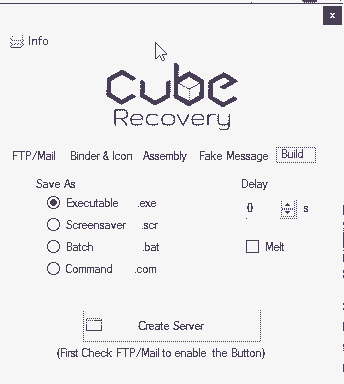 x
Info
cube
Recovery
FTP/Mail Binder & Icon Assembly Fake Message Build
Save As Delay
Executable .exe 0 s
Screensaver .scr
Batch .bat Melt
Command .com
Create Server
(First Check FTP/Mail to enable the Button)